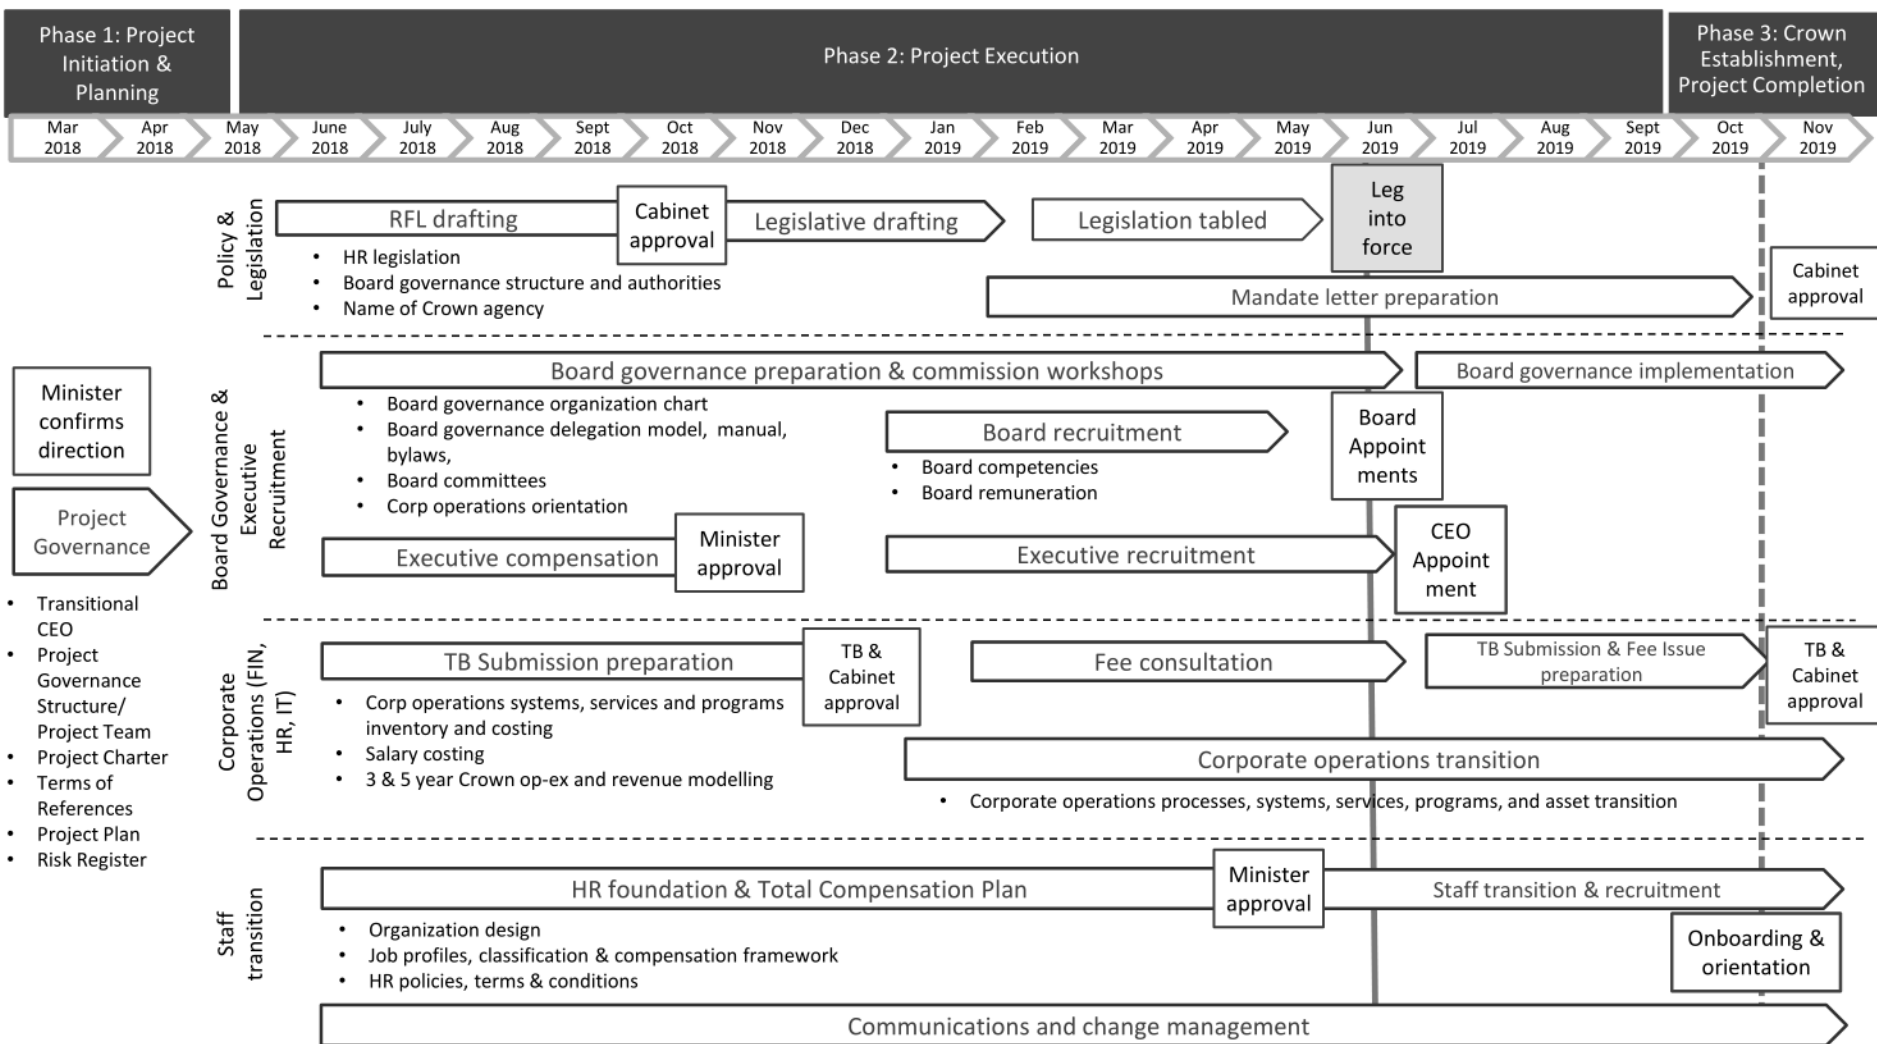 Phase 1: Project
Initiation &
Planning
Phase 2: Project Execution
Phase 3: Crown
Establishment,
Project Completion
Mar
2018
Apr
2018
May
2018
June
2018
July
2018
Aug
2018
Sept
2018
Oct
2018
Nov
2018
Dec
2018
Jan
2019
Feb
2019
Mar
2019
Apr
2019
May
2019
Jun
2019
Jul
2019
Aug
2019
Sept
2019
Oct
2019
Nov
2019
Minister
confirms
direction
Project
Governance
• Transitional
CEO
• Project
Governance
Structure/
Project Team
• Project Charter
• Terms of
References
• Project Plan
• Risk Register
Policy &
Legislation
RFL drafting
Cabinet
approval
Legislative drafting
Legislation tabled
Leg
into
force
• HR legislation
• Board governance structure and authorities
• Name of Crown agency
Mandate letter preparation
Cabinet
approval
Board Governance &
Executive
Recruitment
Board governance preparation & commission workshops
Board governance implementation
• Board governance organization chart
• Board governance delegation model, manual,
bylaws,
• Board committees
• Corp operations orientation
Board recruitment
• Board competencies
• Board remuneration
Board
Appoint
ments
Executive compensation
Minister
approval
Executive recruitment
CEO
Appoint
ment
Corporate
Operations (FIN,
HR, IT)
TB Submission preparation
TB &
Cabinet
approval
Fee consultation
TB Submission & Fee Issue
preparation
TB &
Cabinet
approval
• Corp operations systems, services and programs
inventory and costing
• Salary costing
• 3 & 5 year Crown op-ex and revenue modelling
Corporate operations transition
• Corporate operations processes, systems, services, programs, and asset transition
Staff
transition
HR foundation & Total Compensation Plan
Minister
approval
Staff transition & recruitment
• Organization design
• Job profiles, classification & compensation framework
• HR policies, terms & conditions
Onboarding &
orientation
Communications and change management